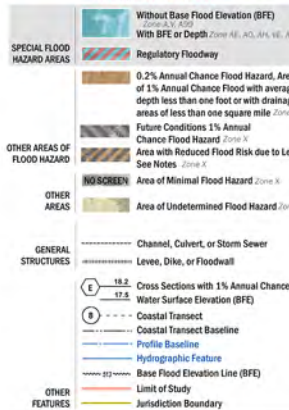 Without Base Flood Elevation (BFE)
Zone A,V, A99
With BFE or Depth Zone AE, AO, AH, VE, A
SPECIAL FLOOD
HAZARD AREAS
Regulatory Floodway
0.2% Annual Chance Flood Hazard, Are
of 1% Annual Chance Flood with averag
depth less than one foot or with drainag
areas of less than one square mile Zone
Future Conditions 1% Annual
Chance Flood Hazard Zone X
OTHER AREAS OF
FLOOD HAZARD
Area with Reduced Flood Risk due to Le
See Notes Zone X
NO SCREEN Area of Minimal Flood Hazard Zone X
OTHER
AREAS
Area of Undetermined Flood Hazard Zon
GENERAL
STRUCTURES
Channel, Culvert, or Storm Sewer
Levee, Dike, or Floodwall
E 18.2 Cross Sections with 1% Annual Chance
17.5 Water Surface Elevation (BFE)
8 Coastal Transect
Coastal Transect Baseline
Profile Baseline
Hydrographic Feature
513 Base Flood Elevation Line (BFE)
OTHER
FEATURES
Limit of Study
Jurisdiction Boundary